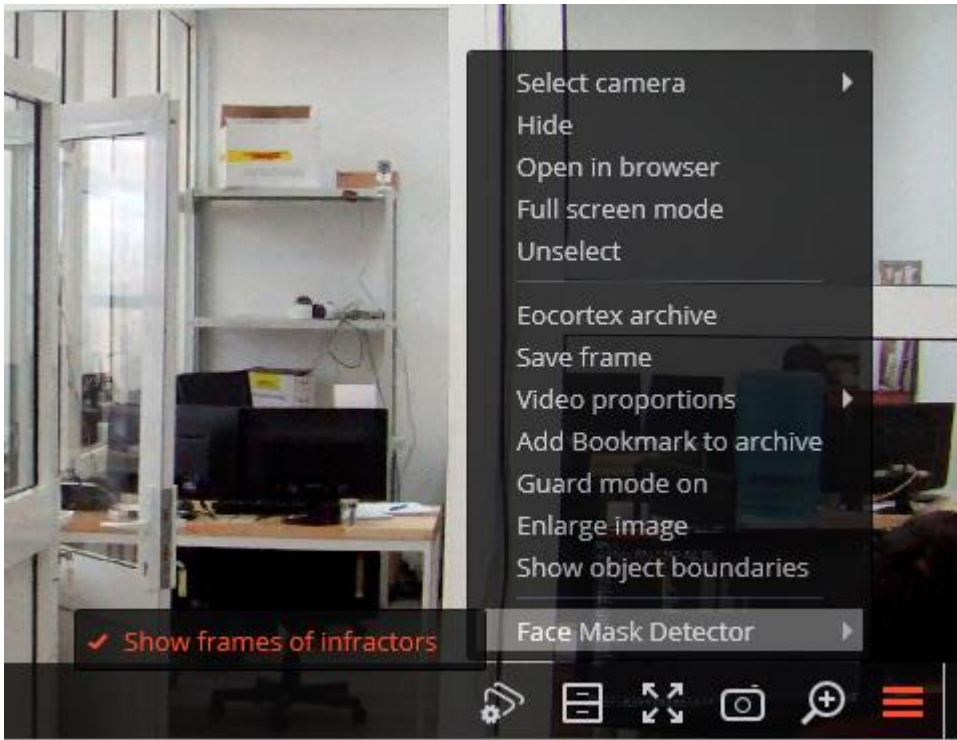 Select camera
Hide
Open in browser
Full screen mode
Unselect
Eocortex archive
Save frame
Video proportions
Add Bookmark to archive
Guard mode on
Enlarge image
Show object boundaries
Face Mask Detector
Show frames of infractors